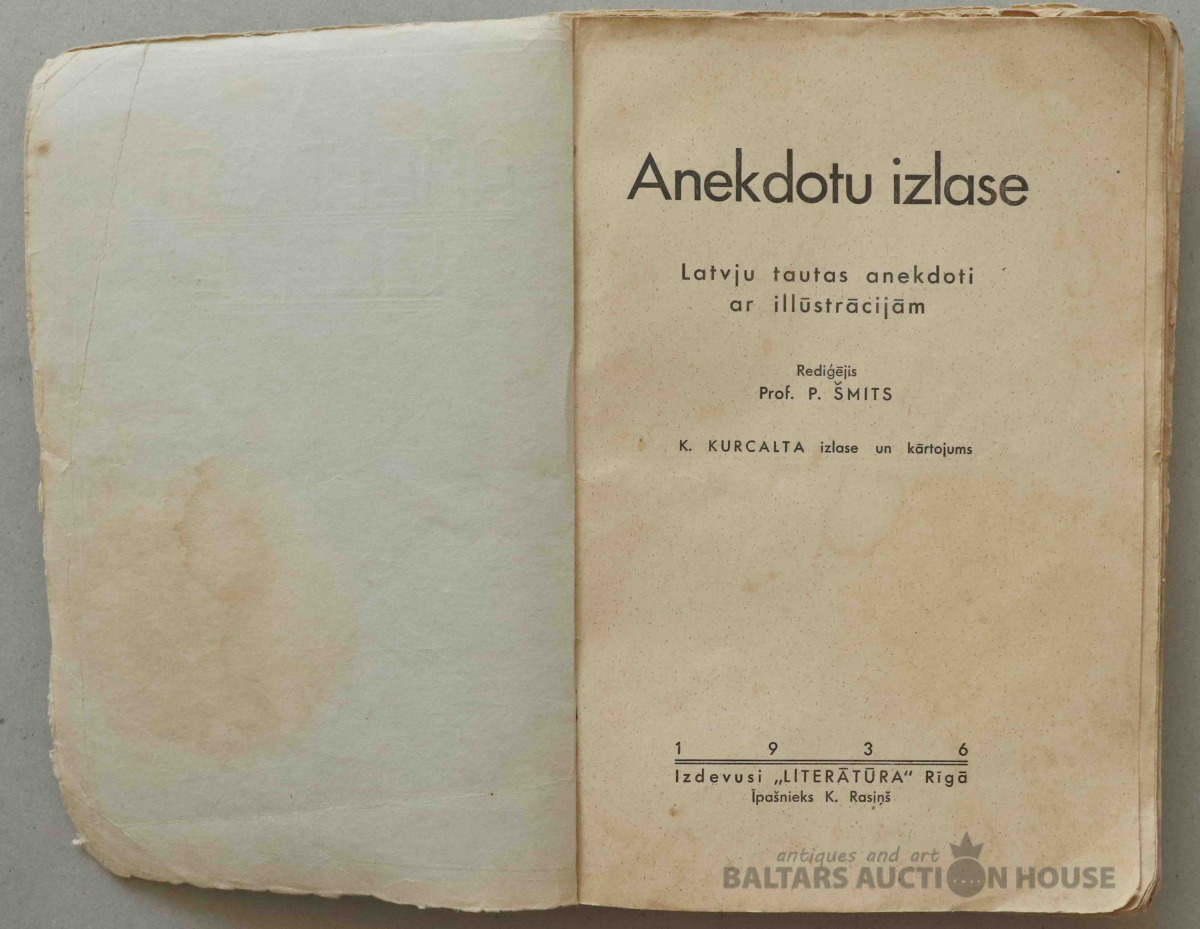 Anekdotu izlase
Latvju tautas anekdoti
ar illūstrācijām
Rediģējis
Prof. P. ŠMITS
K. KURCALTA izlase un kārtojums
1 9 3 6
Izdevusi „LITERĀTŪRA“ Rīgā
Īpašnieks K. Rasiņš
antiques and art
BALTARS AUCTION HOUSE